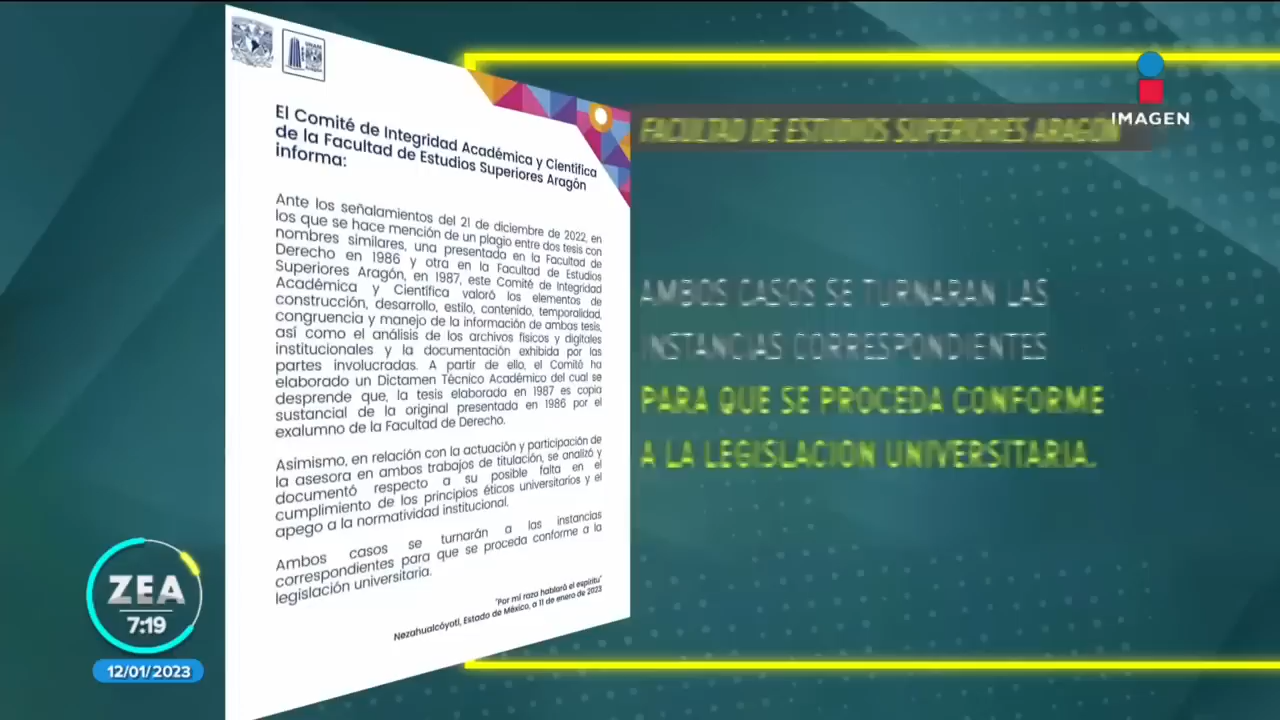 El Comité de Integridad Académica y Científica
de la Facultad de Estudios Superiores Aragón
informa:
Ante los señalamientos del 21 de diciembre de 2022, en
los que se hace mención de un plagio entre dos tesis con
nombres similares, una presentada en la Facultad de
Derecho en 1986 y otra en la Facultad de Estudios
Superiores Aragón, en 1987, este Comité de Integridad
Académica y Científica valoró los elementos de
construcción, desarrollo, estilo, contenido, temporalidad,
congruencia y manejo de la información de ambas tesis,
así como el análisis de los archivos físicos y digitales
institucionales y la documentación exhibida por las
partes involucradas. A partir de ello, el Comité ha
elaborado un Dictamen Técnico Académico del cual se
desprende que, la tesis elaborada en 1987 es copia
sustancial de la original presentada en 1986 por el
exalumno de la Facultad de Derecho.
Asimismo, en relación con la actuación y participación de
la asesora en ambos trabajos de titulación, se analizó y
documentó respecto a su posible falta en el
cumplimiento de los principios éticos universitarios y el
apego a la normatividad institucional.
Ambos casos se turnarán a las instancias
correspondientes para que se proceda conforme a la
legislación universitaria.
"Por mi raza hablará el espíritu"
Nezahualcóyotl, Estado de México, a 11 de enero de 2023
FACULTAD DE ESTUDIOS SUPERIORES ARAGÓN
AMBOS CASOS SE TURNARAN LAS
INSTANCIAS CORRESPONDIENTES
PARA QUE SE PROCEDA CONFORME
A LA LEGISLACION UNIVERSITARIA.
IMAGEN
ZEA
7:19
12/01/2023